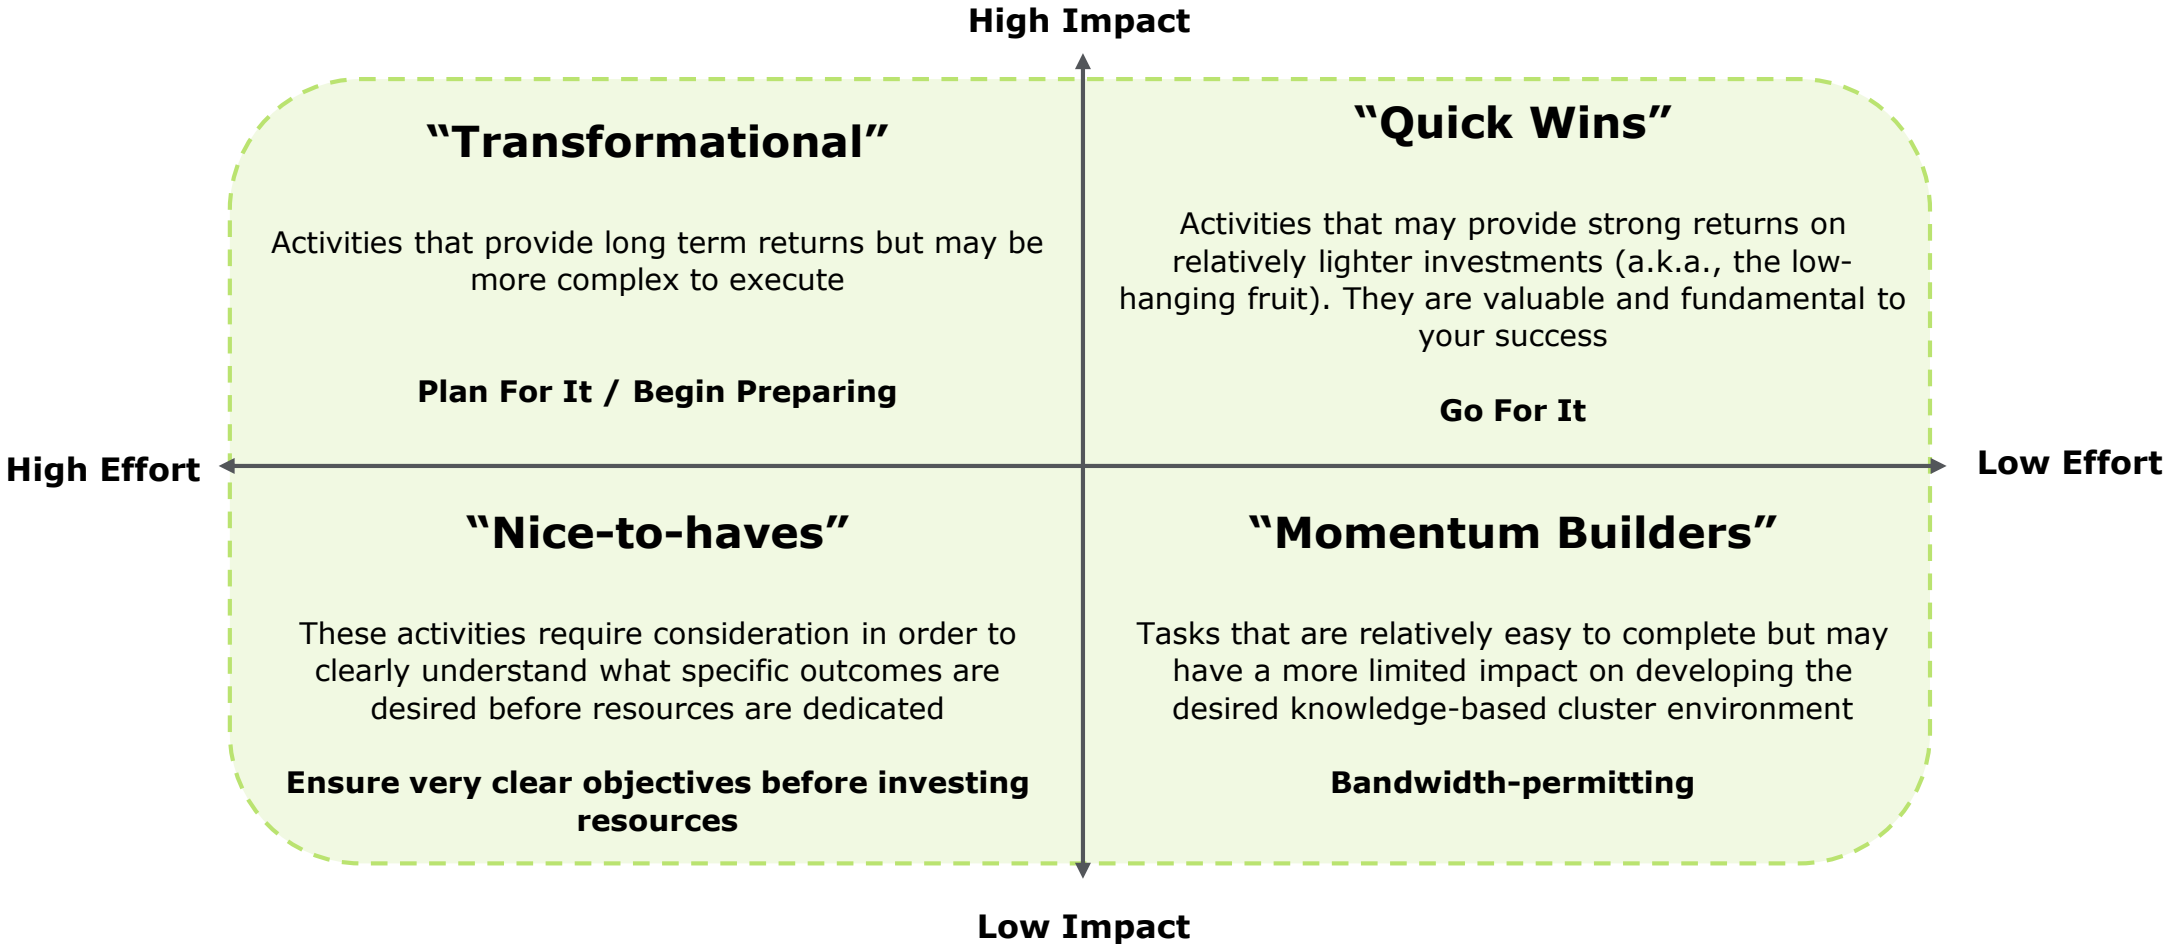 High Impact
“Transformational”
Activities that provide long term returns but may be
more complex to execute
Plan For It / Begin Preparing
“Quick Wins”
Activities that may provide strong returns on
relatively lighter investments (a.k.a., the low-
hanging fruit). They are valuable and fundamental to
your success
Go For It
High Effort
Low Effort
“Nice-to-haves”
These activities require consideration in order to
clearly understand what specific outcomes are
desired before resources are dedicated
Ensure very clear objectives before investing
resources
“Momentum Builders”
Tasks that are relatively easy to complete but may
have a more limited impact on developing the
desired knowledge-based cluster environment
Bandwidth-permitting
Low Impact